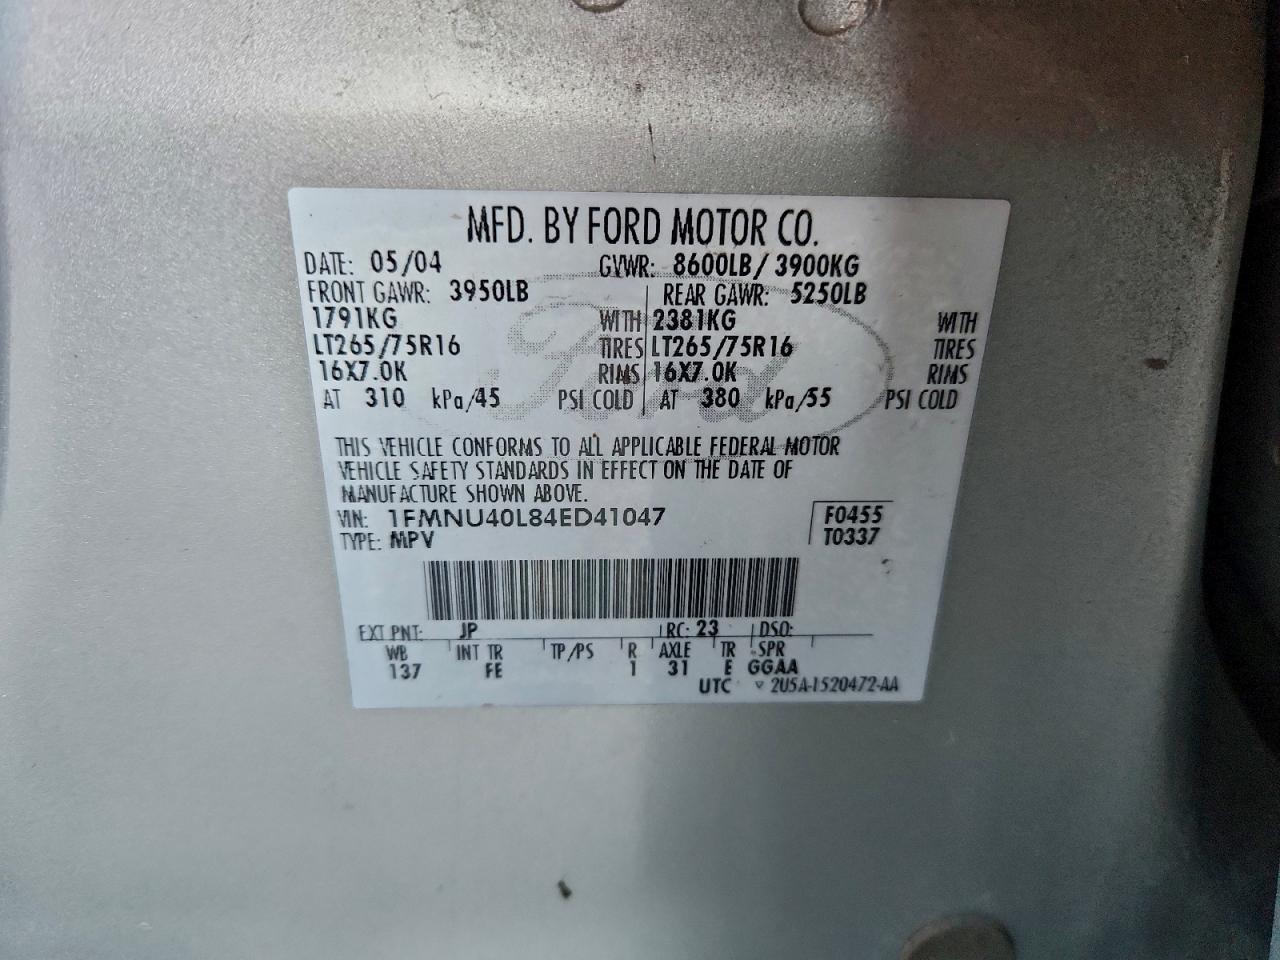 MFD. BY FORD MOTOR CO.
DATE: 05/04 GVWR: 8600LB/ 3900KG
FRONT GAWR: 3950LB REAR GAWR: 5250LB
1791KG WITH 2381KG WITH
LT265/75R16 TIRES LT265/75R16 TIRES
16X7.0K RIMS 16X7.0K RIMS
AT 310 kPa/45 PSI COLD AT 380 kPa/55 PSI COLD
Ford
THIS VEHICLE CONFORMS TO ALL APPLICABLE FEDERAL MOTOR
VEHICLE SAFETY STANDARDS IN EFFECT ON THE DATE OF
MANUFACTURE SHOWN ABOVE.
VIN: 1FMNU40L84ED41047 F0455
TYPE: MPV T0337
EXT PNT: JP RC: 23 DSO:
WB INT TR TP/PS R AXLE TR SPR
137 FE 1 31 E GGAA
UTC ▽ 2U5A-1520472-AA